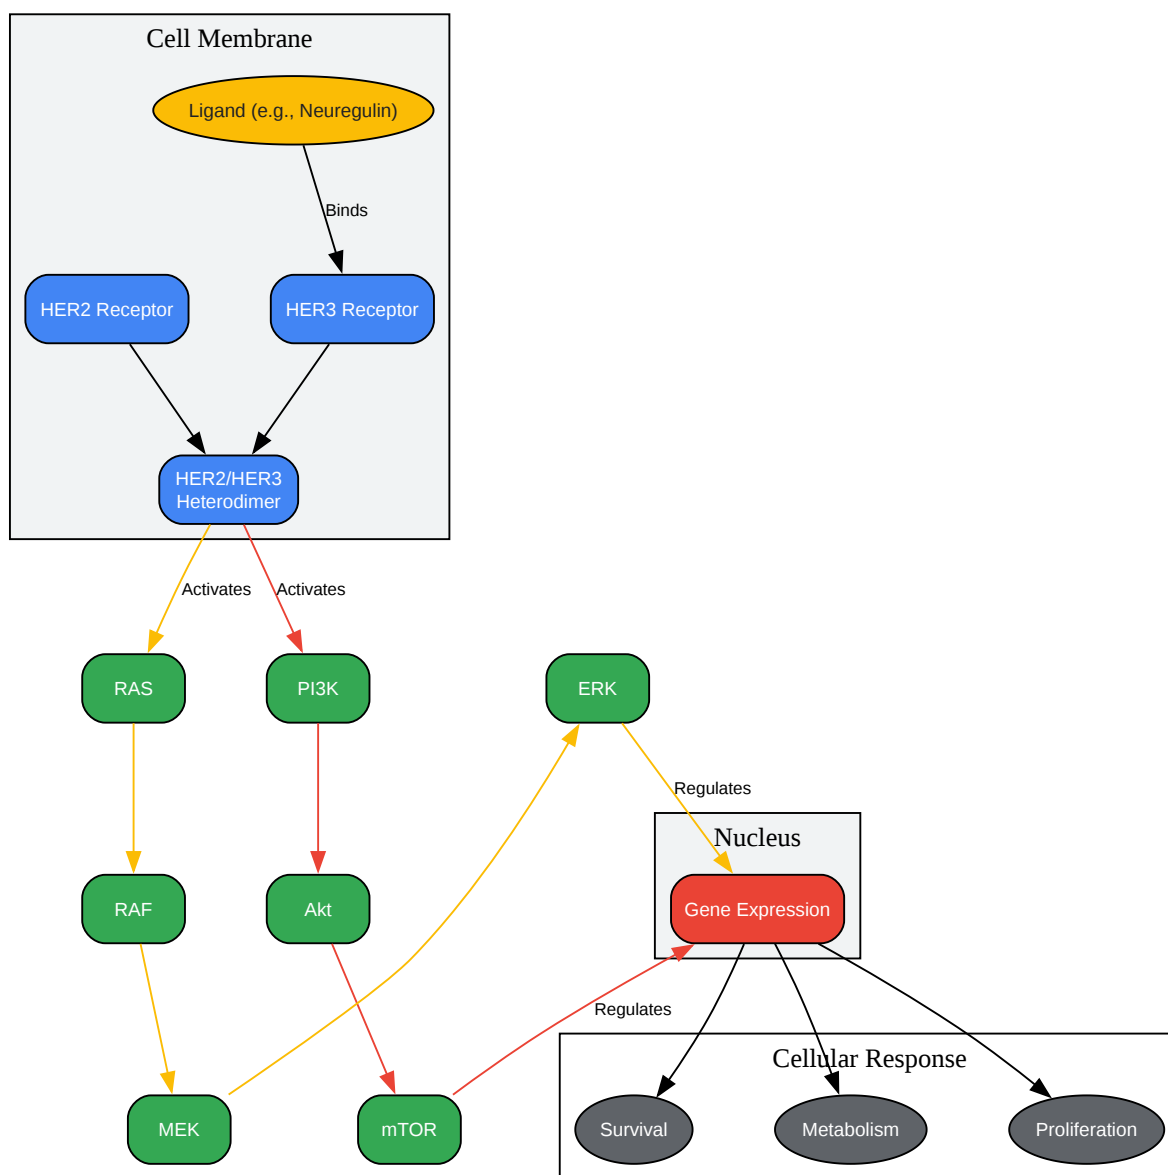 Cell Membrane
Ligand (e.g., Neuregulin)
Binds
HER2 Receptor
HER3 Receptor
HER2/HER3
Heterodimer
Activates
Activates
RAS
PI3K
ERK
Regulates
Nucleus
RAF
Akt
Gene Expression
Regulates
Cellular Response
MEK
mTOR
Survival
Metabolism
Proliferation